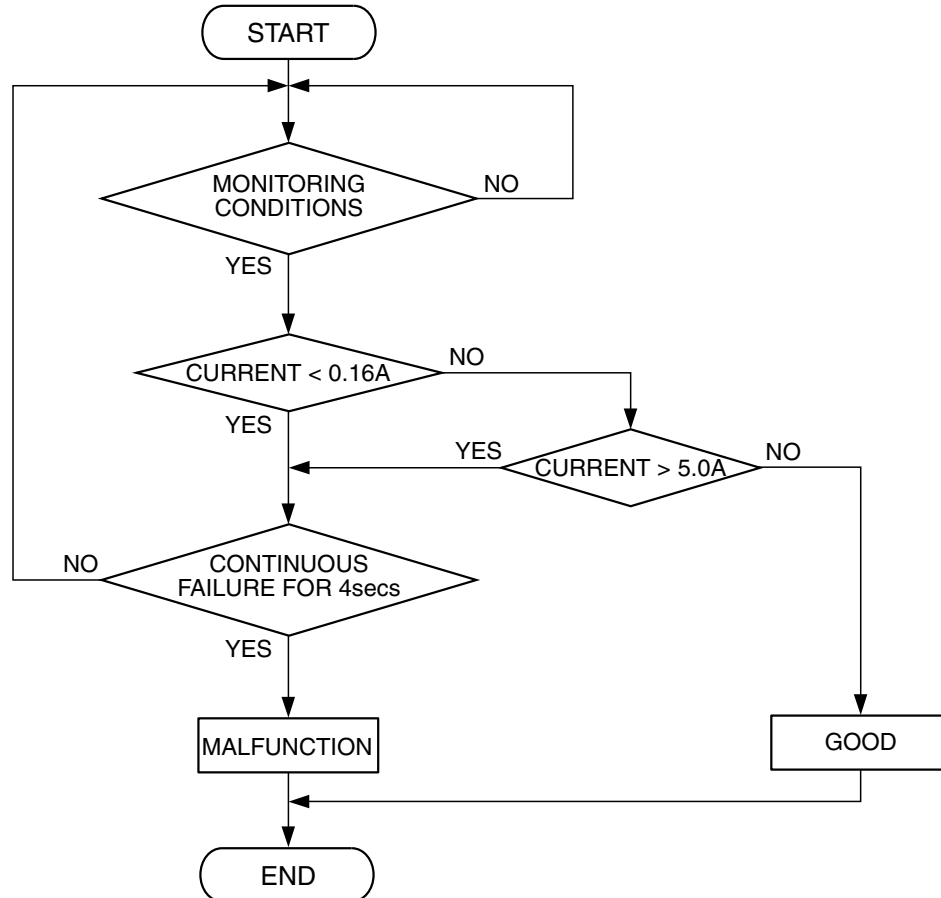 START
MONITORING
CONDITIONS
NO
YES
CURRENT < 0.16A
NO
YES
YES
CURRENT > 5.0A
NO
NO
CONTINUOUS
FAILURE FOR 4secs
YES
MALFUNCTION
GOOD
END